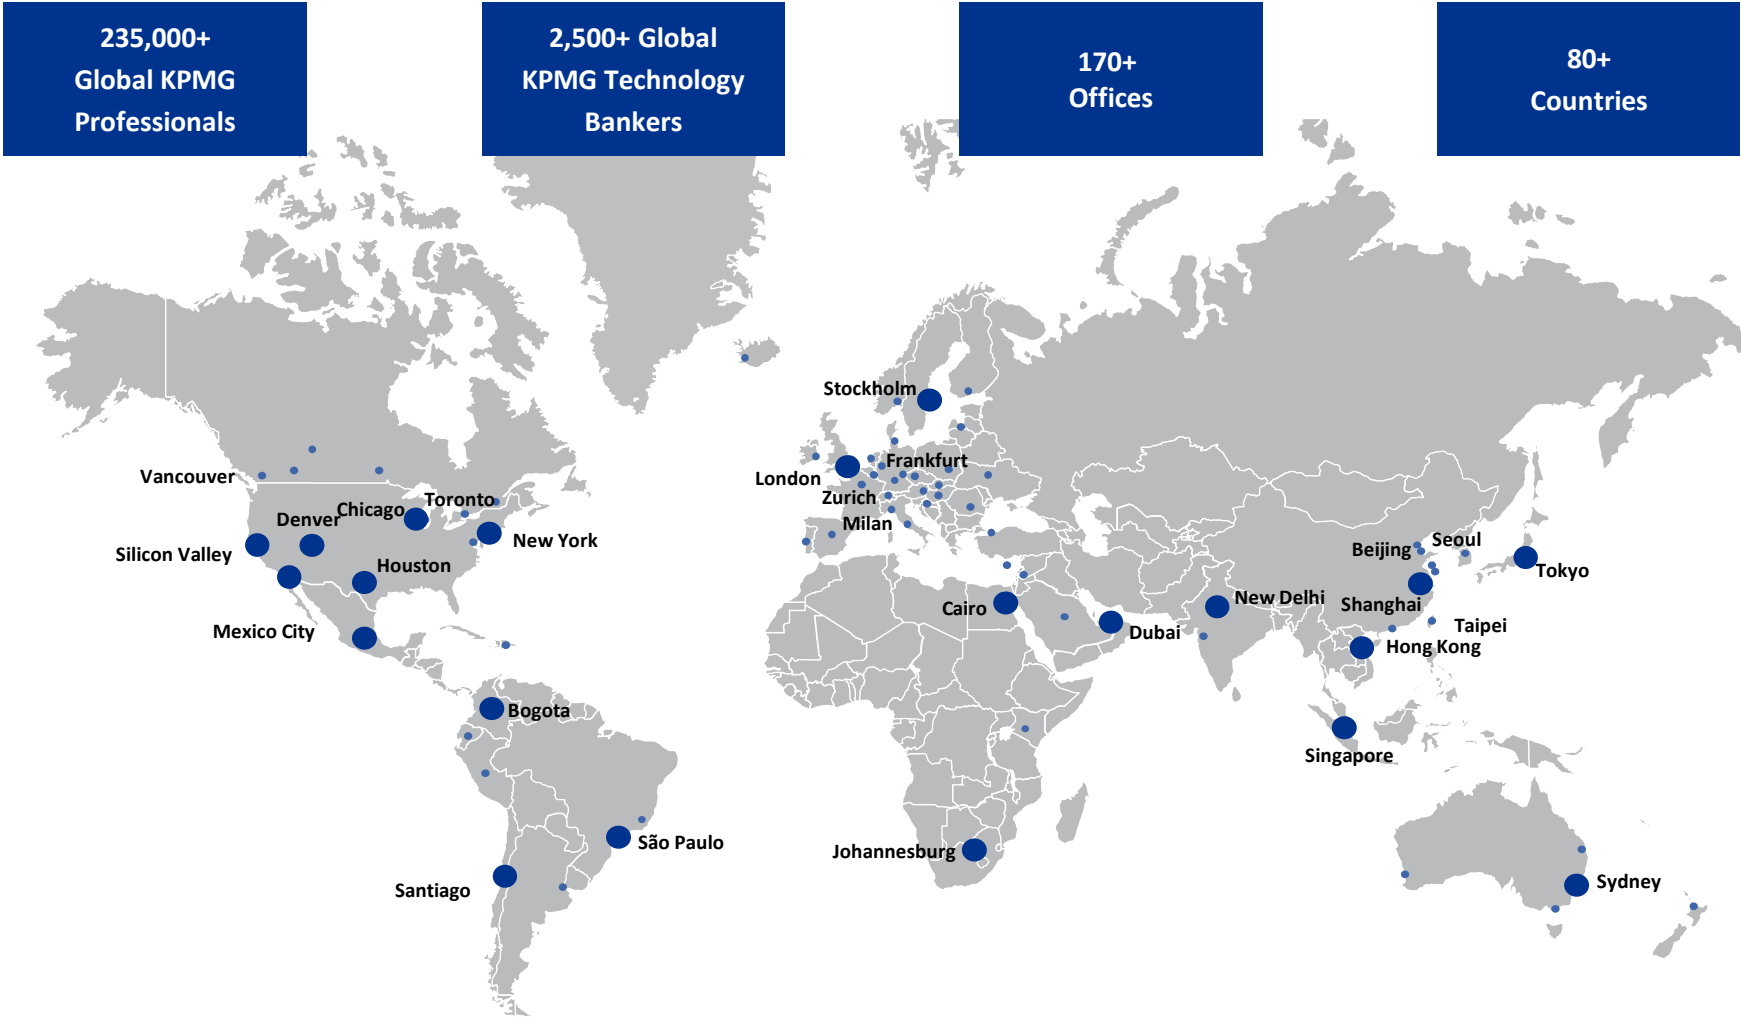 235,000+
Global KPMG
Professionals
2,500+ Global
KPMG Technology
Bankers
170+
Offices
80+
Countries
Stockholm
Frankfurt
London
Zurich
Milan
Vancouver
Toronto
Chicago
Denver
New York
Silicon Valley
Houston
Mexico City
Seoul
Beijing
Tokyo
New Delhi
Shanghai
Cairo
Dubai
Taipei
Hong Kong
Bogota
Singapore
São Paulo
Johannesburg
Santiago
Sydney